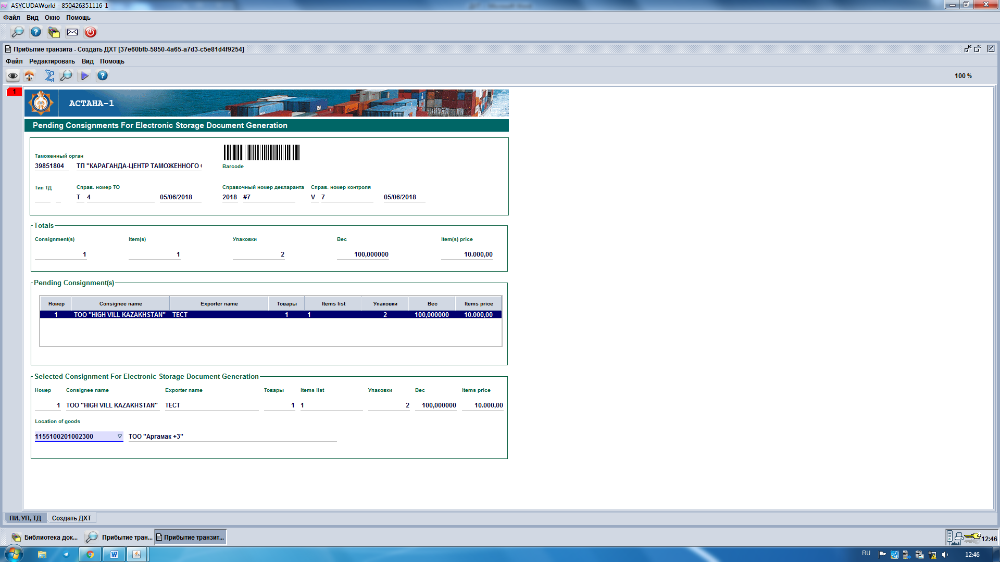 ASYCUDAWorld - 850426351116-1
Файл Вид Окно Помощь
Прибытие транзита - Создать ДХТ [37e60bfb-5850-4a65-a7d3-c5e81d4f9254]
Файл Редактировать Вид Помощь
100 %
1
АСТАНА-1
Pending Consignments For Electronic Storage Document Generation
Таможенный орган
39851804 ТП "КАРАГАНДА-ЦЕНТР ТАМОЖЕННОГО
Barcode
Тип ТД Справ. номер ТО Справочный номер декларанта Справ. номер контроля
T 4 05/06/2018 2018 #7 V 7 05/06/2018
Totals
Consignment(s) Item(s) Упаковки Вес Item(s) price
1 1 2 100,000000 10.000,00
Pending Consignment(s)
Номер Consignee name Exporter name Товары Items list Упаковки Вес Items price
1 ТОО "HIGH VILL KAZAKHSTAN" ТЕСТ 1 1 2 100,000000 10.000,00
Selected Consignment For Electronic Storage Document Generation
Номер Consignee name Exporter name Товары Items list Упаковки Вес Items price
1 ТОО "HIGH VILL KAZAKHSTAN" ТЕСТ 1 1 2 100,000000 10.000,00
Location of goods
1155100201002300 ТОО "Аргамак +3"
ПИ, УП, ТД Создать ДХТ
Библиотека док... Прибытие тран... Прибытие транзит... 12:46
RU 12:46